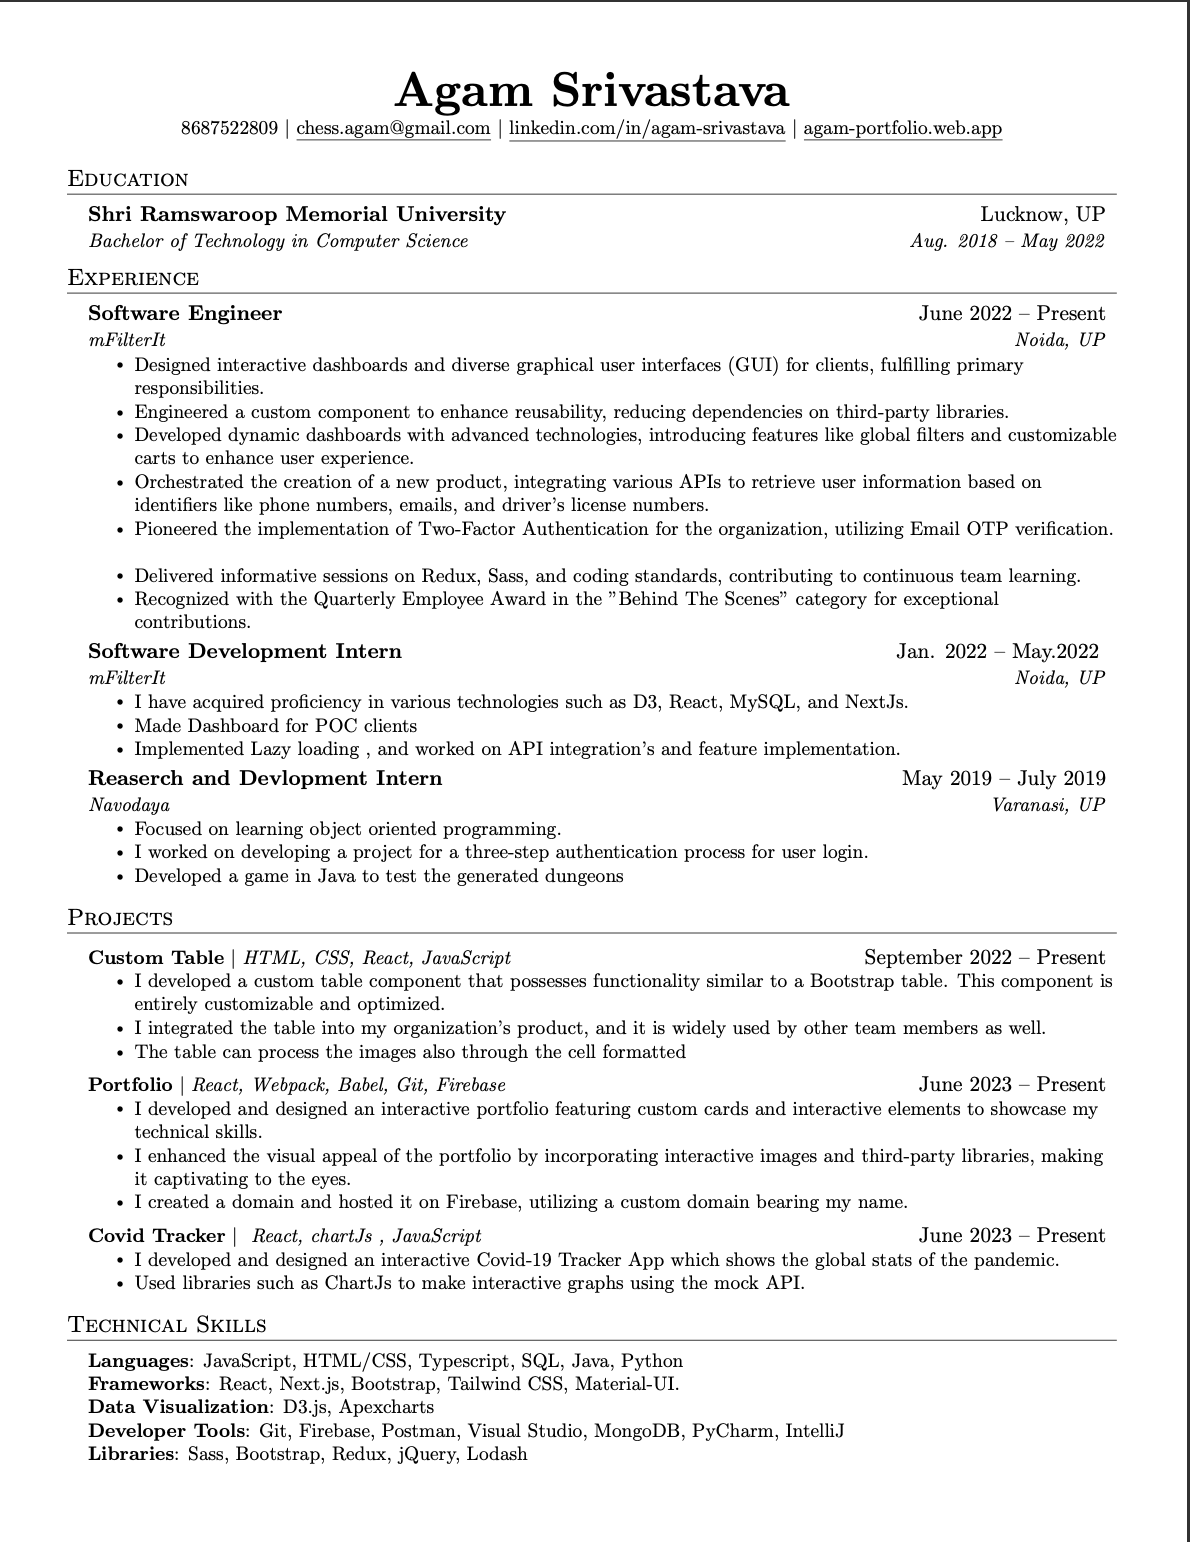 Agam Srivastava
8687522809 | chess.agam@gmail.com | linkedin.com/in/agam-srivastava | agam-portfolio.web.app
Education
Shri Ramswaroop Memorial University Lucknow, UP
Bachelor of Technology in Computer Science Aug. 2018 – May 2022
Experience
Software Engineer June 2022 – Present
mFilterIt Noida, UP
• Designed interactive dashboards and diverse graphical user interfaces (GUI) for clients, fulfilling primary
responsibilities.
• Engineered a custom component to enhance reusability, reducing dependencies on third-party libraries.
• Developed dynamic dashboards with advanced technologies, introducing features like global filters and customizable
carts to enhance user experience.
• Orchestrated the creation of a new product, integrating various APIs to retrieve user information based on
identifiers like phone numbers, emails, and driver's license numbers.
• Pioneered the implementation of Two-Factor Authentication for the organization, utilizing Email OTP verification.
• Delivered informative sessions on Redux, Sass, and coding standards, contributing to continuous team learning.
• Recognized with the Quarterly Employee Award in the ”Behind The Scenes” category for exceptional
contributions.
Software Development Intern Jan. 2022 – May.2022
mFilterIt Noida, UP
• I have acquired proficiency in various technologies such as D3, React, MySQL, and NextJs.
• Made Dashboard for POC clients
• Implemented Lazy loading , and worked on API integration's and feature implementation.
Reaserch and Devlopment Intern May 2019 – July 2019
Navodaya Varanasi, UP
• Focused on learning object oriented programming.
• I worked on developing a project for a three-step authentication process for user login.
• Developed a game in Java to test the generated dungeons
Projects
Custom Table | HTML, CSS, React, JavaScript September 2022 – Present
• I developed a custom table component that possesses functionality similar to a Bootstrap table. This component is
entirely customizable and optimized.
• I integrated the table into my organization's product, and it is widely used by other team members as well.
• The table can process the images also through the cell formatted
Portfolio | React, Webpack, Babel, Git, Firebase June 2023 – Present
• I developed and designed an interactive portfolio featuring custom cards and interactive elements to showcase my
technical skills.
• I enhanced the visual appeal of the portfolio by incorporating interactive images and third-party libraries, making
it captivating to the eyes.
• I created a domain and hosted it on Firebase, utilizing a custom domain bearing my name.
Covid Tracker | React, chartJs , JavaScript June 2023 – Present
• I developed and designed an interactive Covid-19 Tracker App which shows the global stats of the pandemic.
• Used libraries such as ChartJs to make interactive graphs using the mock API.
Technical Skills
Languages: JavaScript, HTML/CSS, Typescript, SQL, Java, Python
Frameworks: React, Next.js, Bootstrap, Tailwind CSS, Material-UI.
Data Visualization: D3.js, Apexcharts
Developer Tools: Git, Firebase, Postman, Visual Studio, MongoDB, PyCharm, IntelliJ
Libraries: Sass, Bootstrap, Redux, jQuery, Lodash